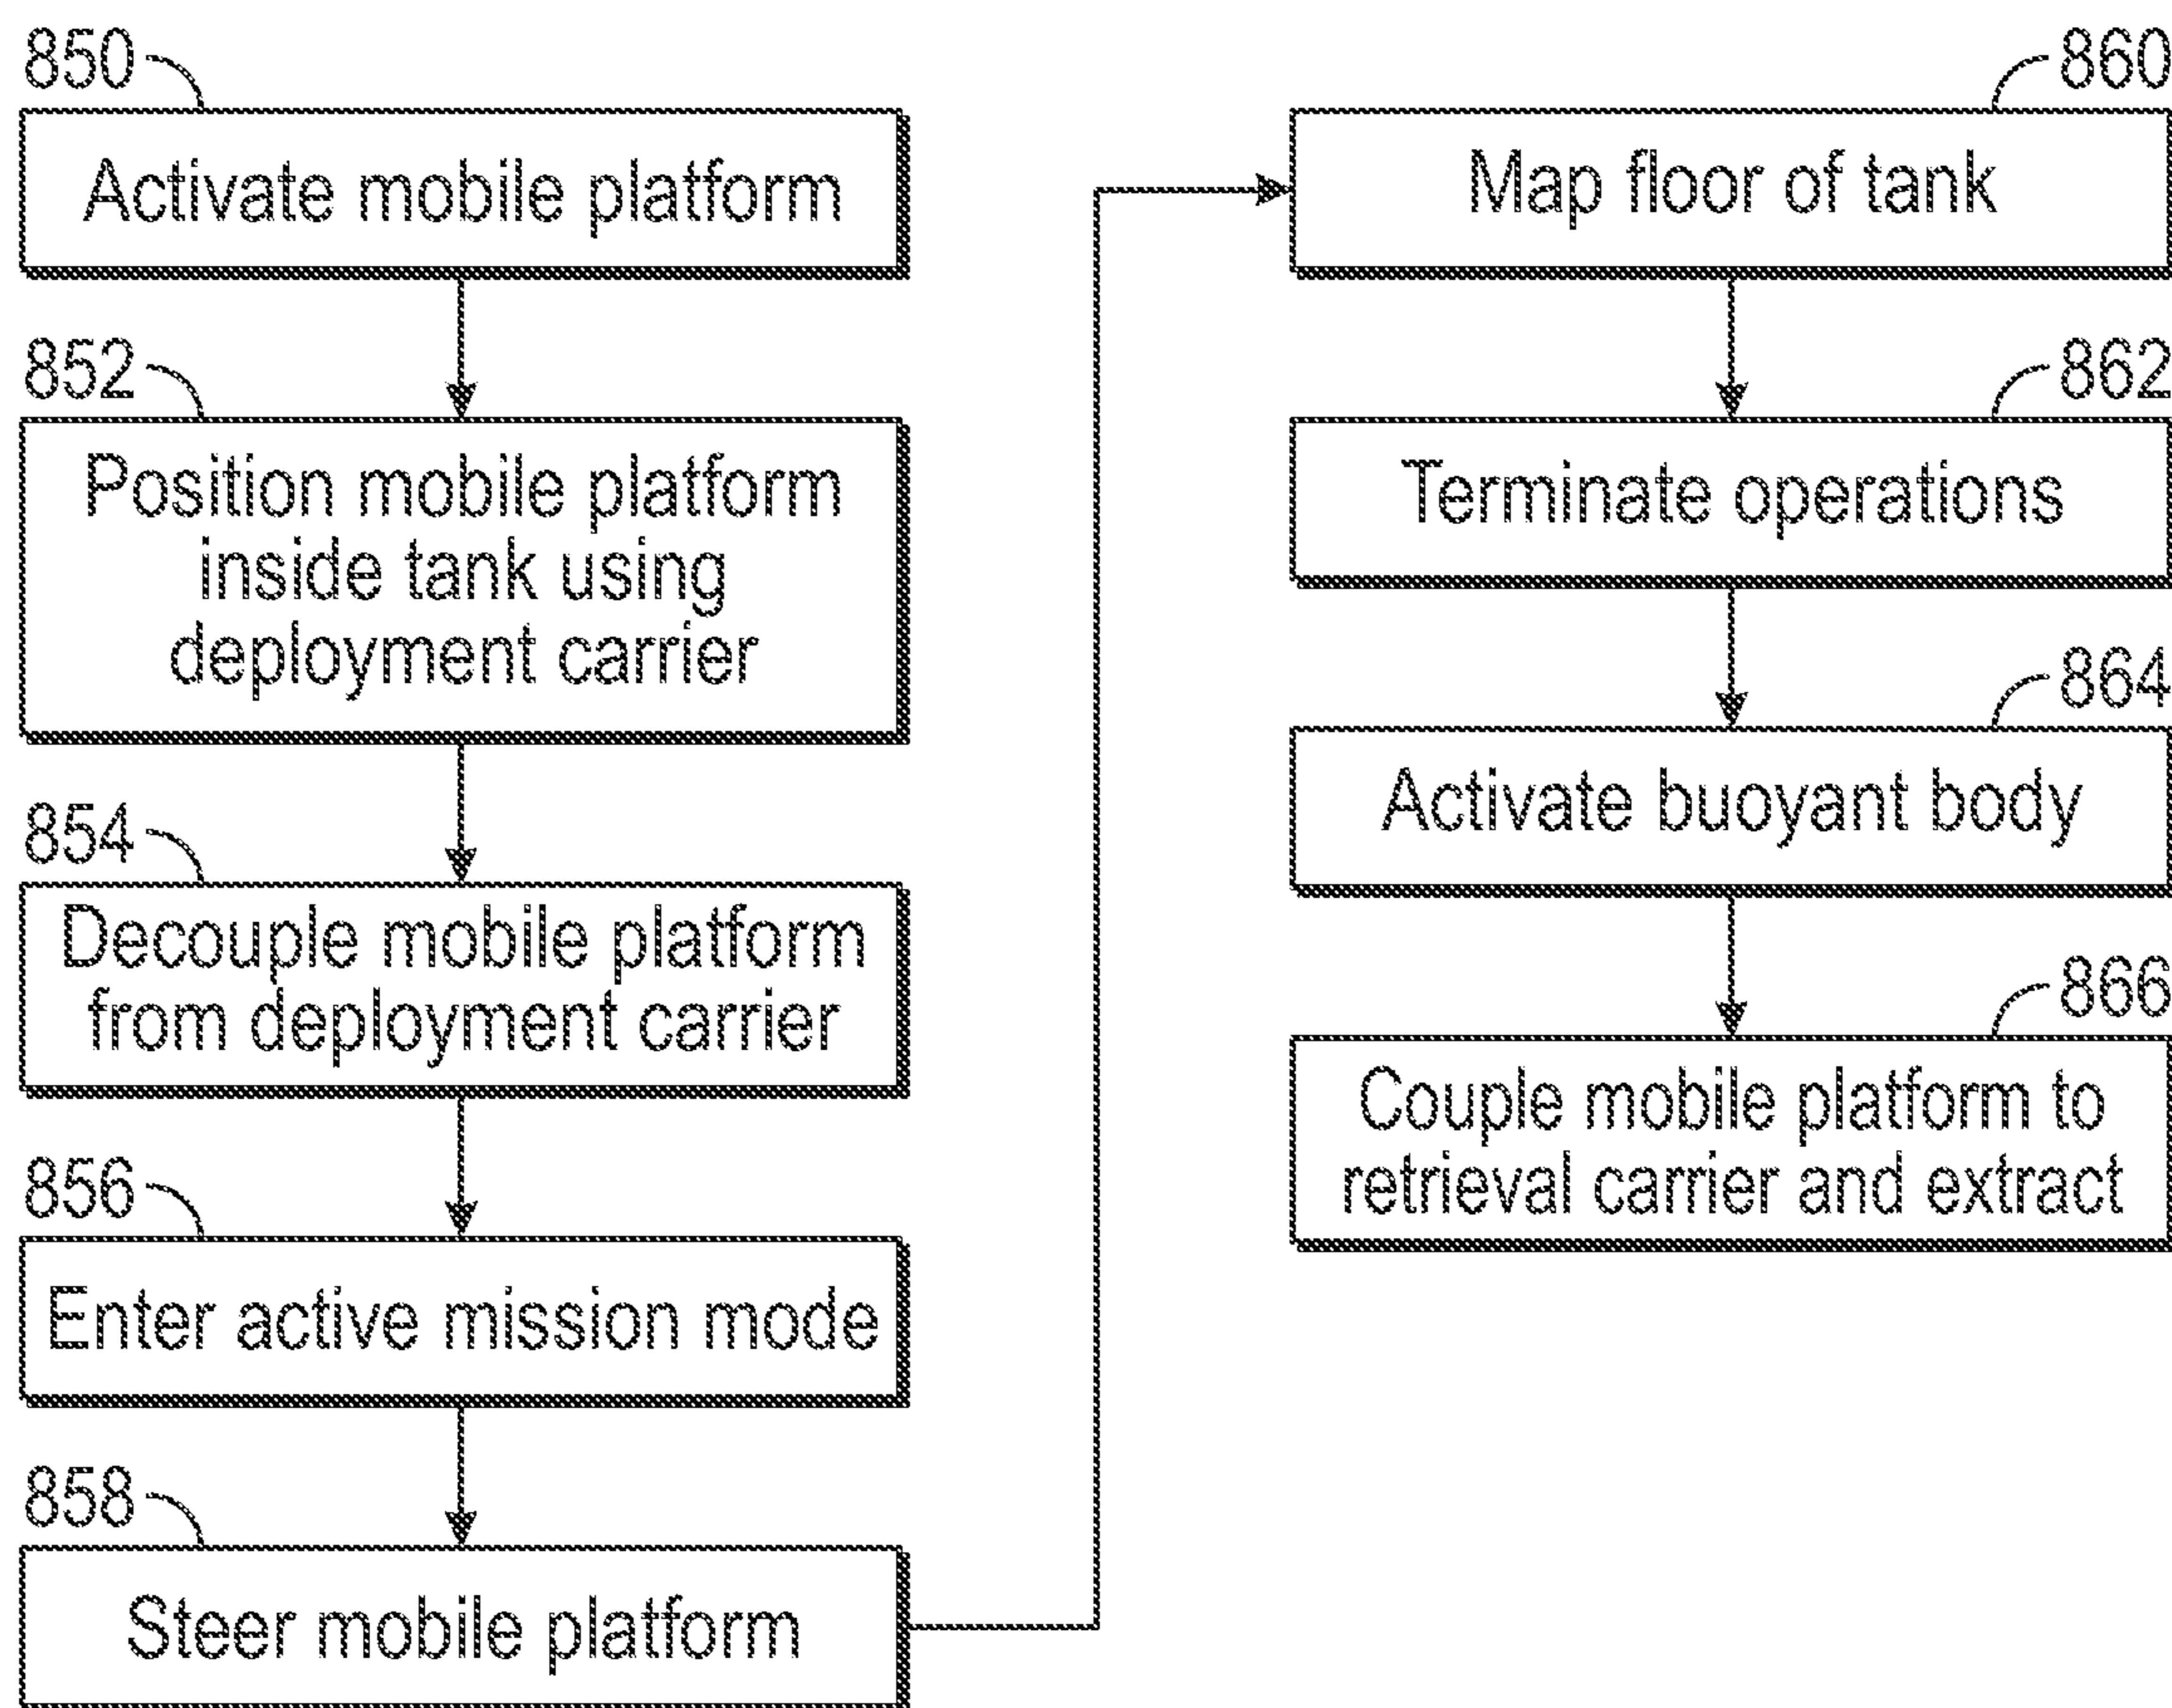 850
Activate mobile platform
852
Position mobile platform
inside tank using
deployment carrier
854
Decouple mobile platform
from deployment carrier
856
Enter active mission mode
858
Steer mobile platform
860
Map floor of tank
862
Terminate operations
864
Activate buoyant body
866
Couple mobile platform to
retrieval carrier and extract